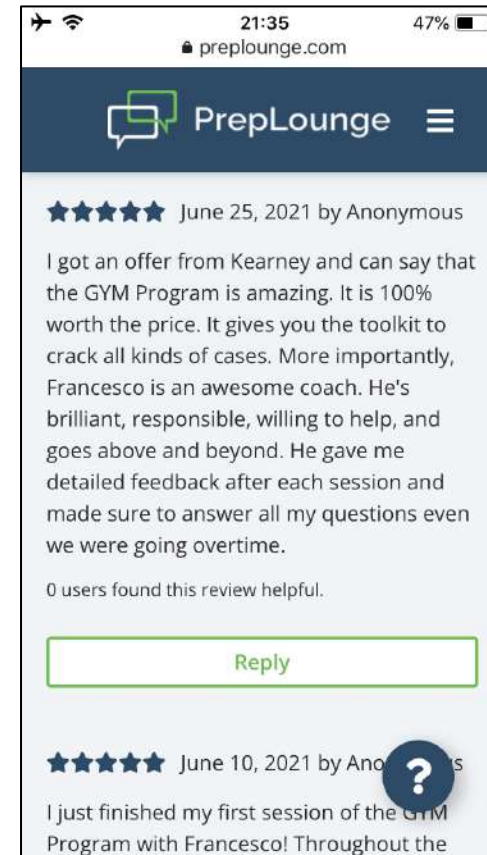 21:35
47%
preplounge.com
PrepLounge
June 25, 2021 by Anonymous
I got an offer from Kearney and can say that
the GYM Program is amazing. It is 100%
worth the price. It gives you the toolkit to
crack all kinds of cases. More importantly,
Francesco is an awesome coach. He's
brilliant, responsible, willing to help, and
goes above and beyond. He gave me
detailed feedback after each session and
made sure to answer all my questions even
we were going overtime.
0 users found this review helpful.
Reply
June 10, 2021 by
?
I just finished my first session of the GYM
Program with Francesco! Throughout the